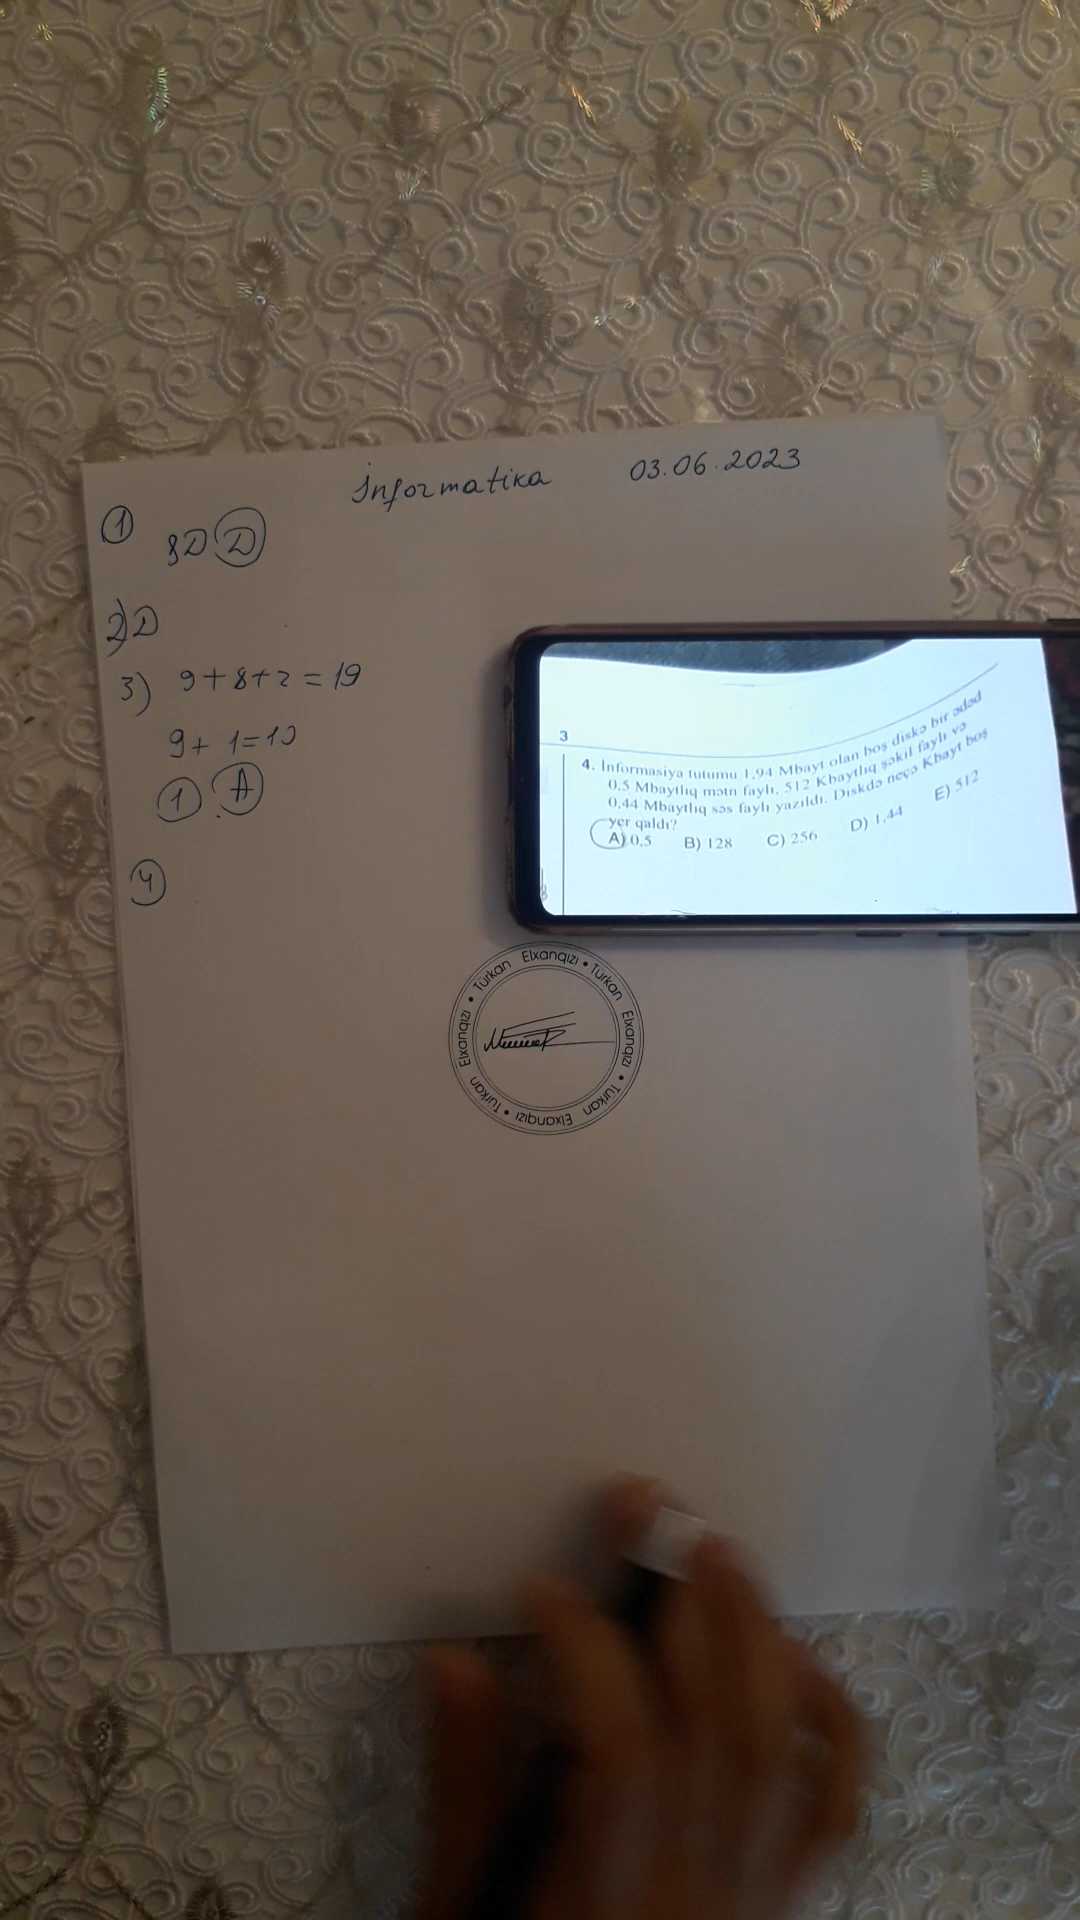 İnformatika 03.06.2023
1
3D D
2) D
3) 9+8+2=19
9+1=10
1 A
4
3
4. İnformasiya tutumu 1,94 Mbayt olan boş diskə bir ədəd
0,5 Mbaytlıq mətn faylı, 512 Kbaytlıq şəkil faylı və
0,44 Mbaytlıq səs faylı yazıldı. Diskdə neçə Kbayt boş
yer qaldı?
A) 0,5 B) 128 C) 256 D) 1,44 E) 512
Türkan Elxanqızı • Türkan Elxanqızı • Türkan Elxanqızı • Türkan Elxanqızı •